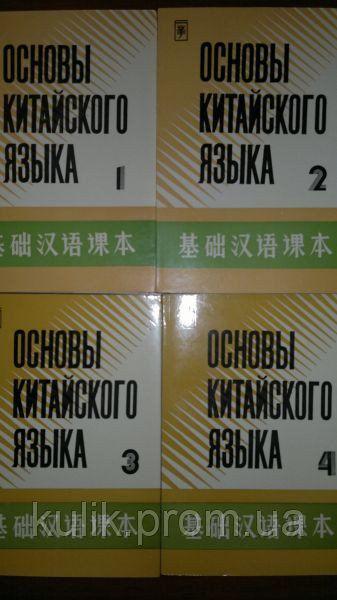 ОСНОВЫ
КИТАЙСКОГО
ЯЗЫКА
1
基础汉语课本
ОСНОВЫ
КИТАЙСКОГО
ЯЗЫКА
2
基础汉语课本
ОСНОВЫ
КИТАЙСКОГО
ЯЗЫКА
3
基础汉语课本
ОСНОВЫ
КИТАЙСКОГО
ЯЗЫКА
4
基础汉语课本
kulik.prom.ua